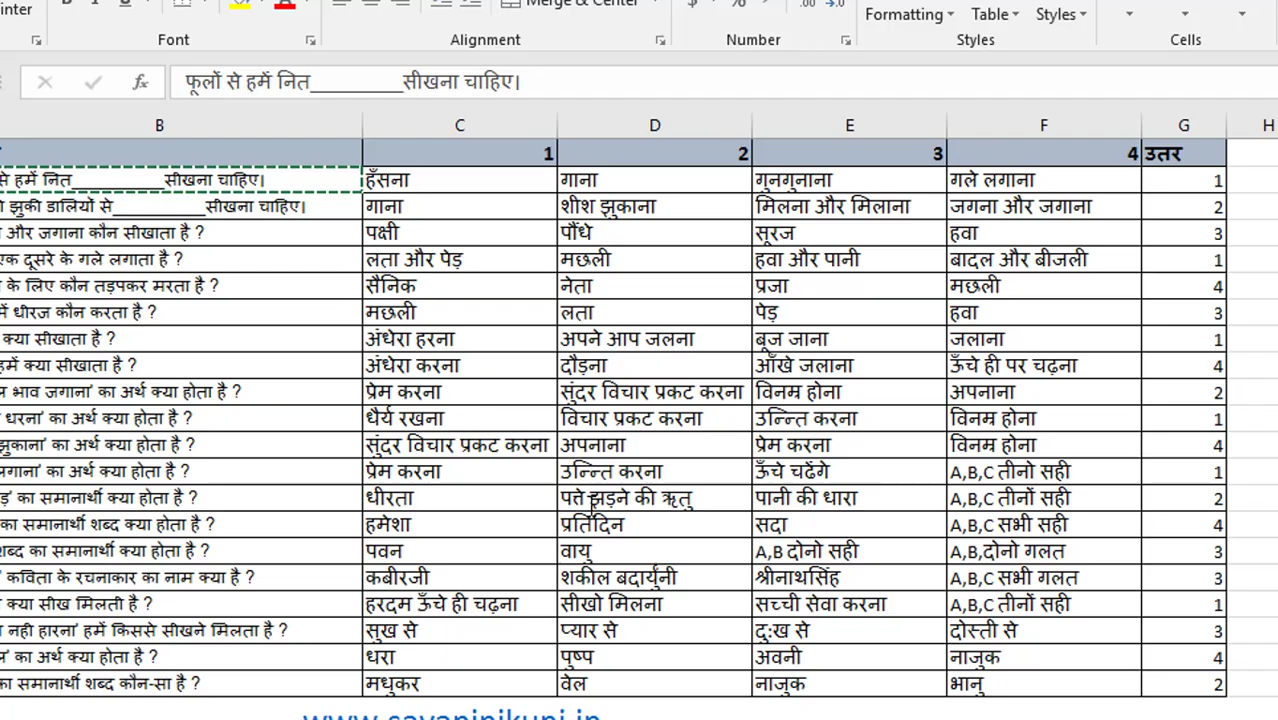 Merge & Center
Formatting Table Styles
Font Alignment Number Styles Cells
फूलों से हमें नित__________सीखना चाहिए।
B C D E F G H
1 2 3 4 उतर
से हमें नित__________सीखना चाहिए। हँसना गाना गुनगुनाना गले लगाना 1
झुकी डालियों से__________सीखना चाहिए। गाना शीश झुकाना मिलना और मिलाना जगना और जगाना 2
और जगाना कौन सीखाता है ? पक्षी पौंधे सूरज हवा 3
एक दूसरे के गले लगाता है ? लता और पेड़ मछली हवा और पानी बादल और बीजली 1
के लिए कौन तड़पकर मरता है ? सैनिक नेता प्रजा मछली 4
में धीरज कौन करता है ? मछली लता पेड़ हवा 3
क्या सीखाता है ? अंधेरा हरना अपने आप जलना बूज जाना जलाना 1
हमें क्या सीखाता है ? अंधेरा करना दौड़ना आँखे जलाना ऊँचे ही पर चढ़ना 4
भाव जगाना' का अर्थ क्या होता है ? प्रेम करना सुंदर विचार प्रकट करना विनम्र होना अपनाना 2
धरना' का अर्थ क्या होता है ? धैर्य रखना विचार प्रकट करना उन्न्ति करना विनम्र होना 1
झुकाना' का अर्थ क्या होता है ? सुंदर विचार प्रकट करना अपनाना प्रेम करना विनम्र होना 4
लगाना' का अर्थ क्या होता है ? प्रेम करना उन्न्ति करना ऊँचे चढेंगे A,B,C तीनो सही 1
का समानार्थी क्या होता है ? धीरता पत्ते झड़ने की ऋतु पानी की धारा A,B,C तीनों सही 2
का समानार्थी शब्द क्या होता है ? हमेशा प्रतिदिन सदा A,B,C सभी सही 4
शब्द का समानार्थी क्या होता है ? पवन वायु A,B दोनो सही A,B,दोनो गलत 3
कविता के रचनाकार का नाम क्या है ? कबीरजी शकील बदायुँनी श्रीनाथसिंह A,B,C सभी गलत 3
क्या सीख मिलती है ? हरदम ऊँचे ही चढ़ना सीखो मिलना सच्ची सेवा करना A,B,C तीनों सही 1
नही हारना' हमें किससे सीखने मिलता है ? सुख से प्यार से दुःख से दोस्ती से 3
का अर्थ क्या होता है ? धरा पुष्प अवनी नाजुक 4
का समानार्थी शब्द कौन-सा है ? मधुकर वेल नाजुक भानु 2